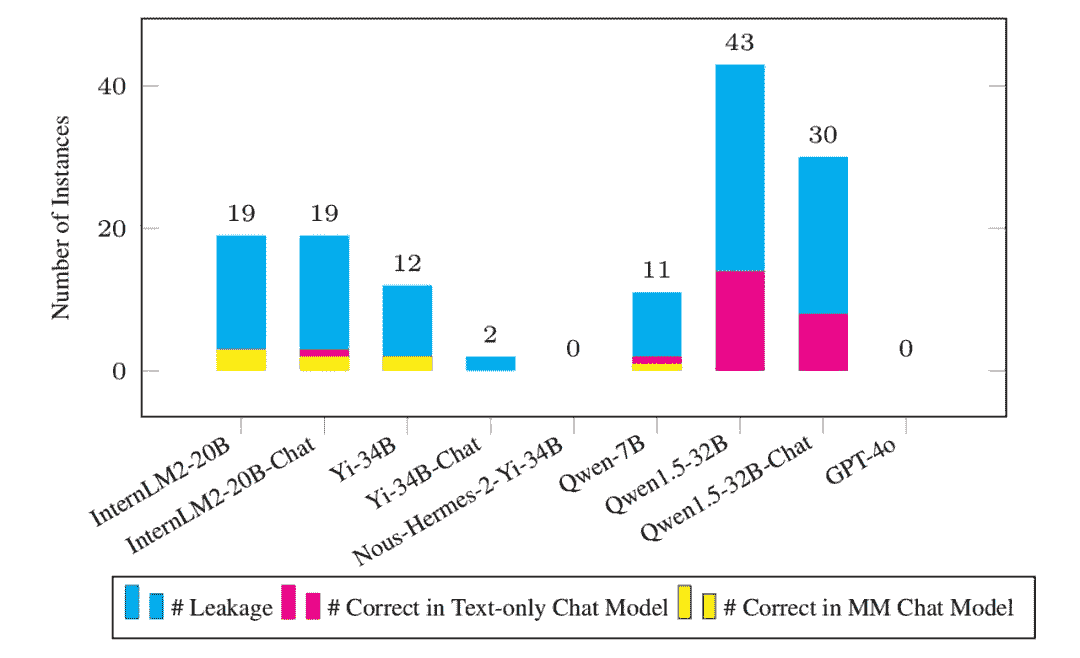 43
40
30
Number of Instances
19
19
20
12
11
2
0
0
0
InternLM2-20B
InternLM2-20B-Chat
Yi-34B
Yi-34B-Chat
Nous-Hermes-2-Yi-34B
Qwen-7B
Qwen1.5-32B
Qwen1.5-32B-Chat
GPT-4o
# Leakage # Correct in Text-only Chat Model # Correct in MM Chat Model